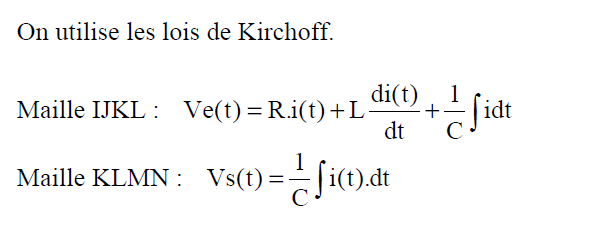 On utilise les lois de Kirchoff.
Maille IJKL : Ve(t) = R.i(t) + L di(t)/dt + 1/C ∫ idt
Maille KLMN : Vs(t) = 1/C ∫ i(t).dt